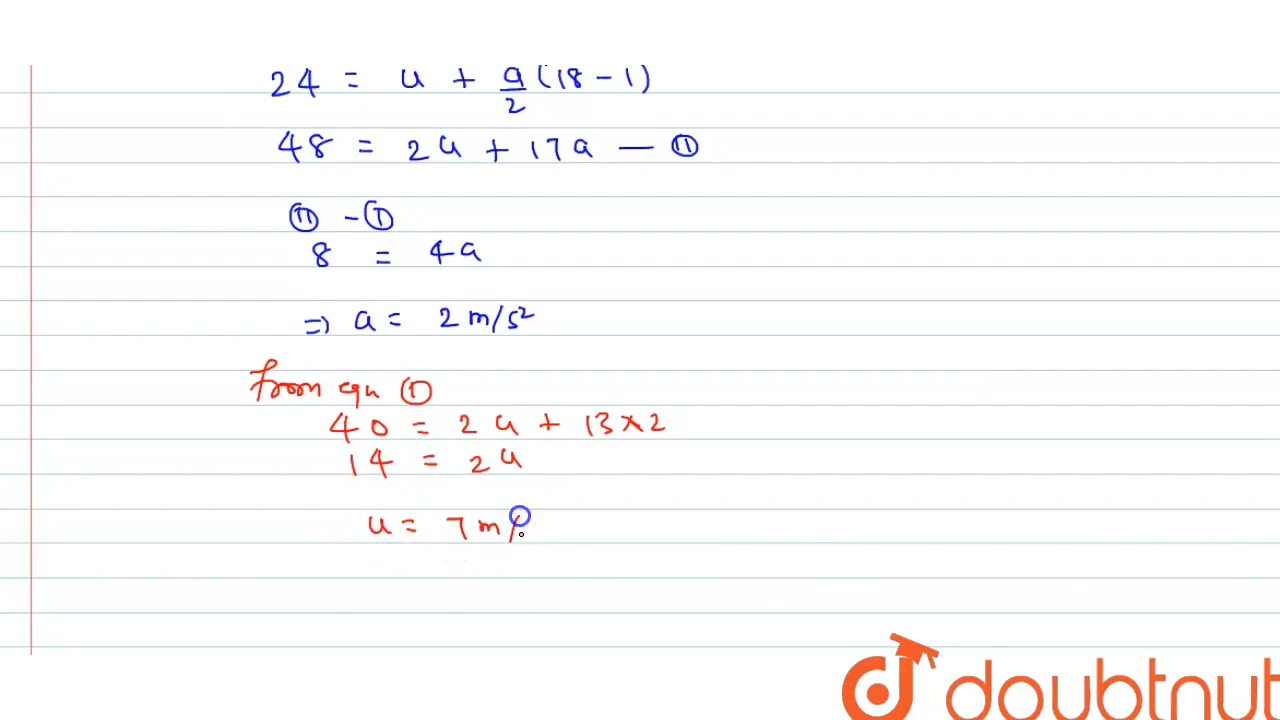 24 = u + a/2 (18 - 1)
48 = 2u + 17a — (II)
(II) - (I)
8 = 4a
=> a = 2 m/s²
From equ (I)
40 = 2u + 13 × 2
14 = 2u
u = 7 m/
doubtnut